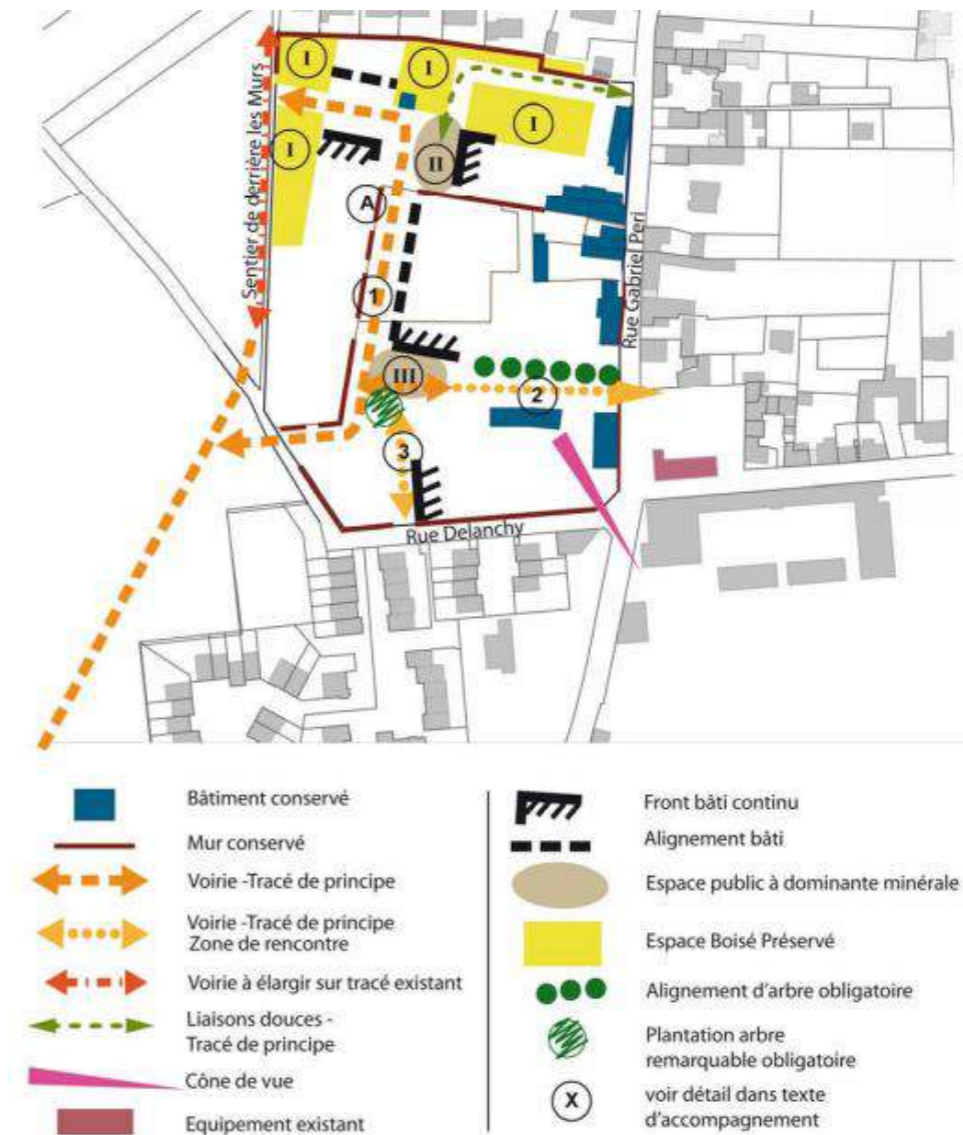 I
I
I
I
II
A
1
III
2
3
Sentier de derrière les Murs
Rue Gabriel Peri
Rue Delanchy
Bâtiment conservé
Mur conservé
Voirie -Tracé de principe
Voirie -Tracé de principe
Zone de rencontre
Voirie à élargir sur tracé existant
Liaisons douces -
Tracé de principe
Cône de vue
Equipement existant
Front bâti continu
Alignement bâti
Espace public à dominante minérale
Espace Boisé Préservé
Alignement d'arbre obligatoire
Plantation arbre
remarquable obligatoire
X
voir détail dans texte
d'accompagnement